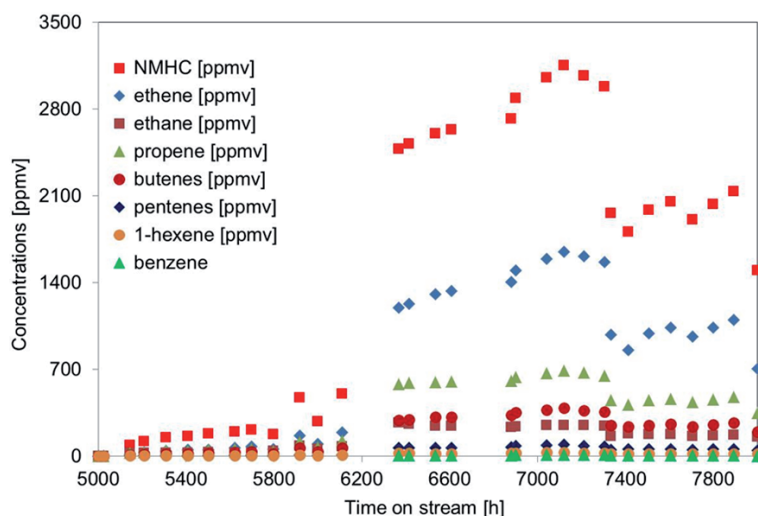 3500
2800
2100
1400
700
0
Concentrations [ppmv]
NMHC [ppmv]
ethene [ppmv]
ethane [ppmv]
propene [ppmv]
butenes [ppmv]
pentenes [ppmv]
1-hexene [ppmv]
benzene
5000 5400 5800 6200 6600 7000 7400 7800
Time on stream [h]